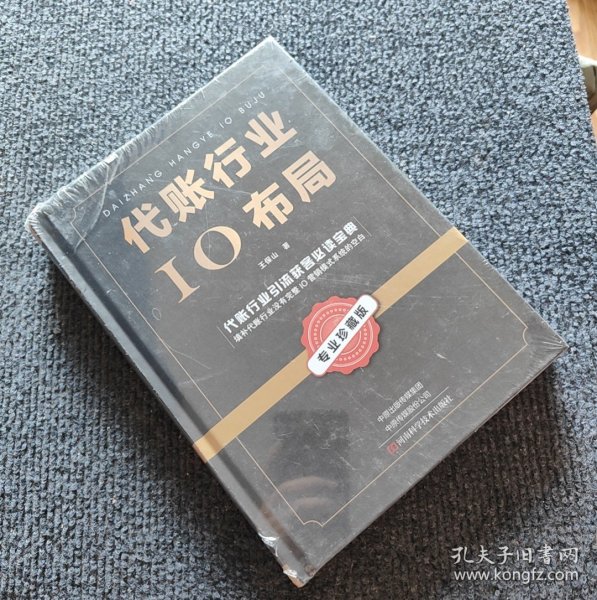 DAIZHANG HANGYE IO BUJU
代账行业
IO布局
王保山 著
代账行业引流获客必读宝典
填补代账行业没有完整IO营销模式系统的空白
专业珍藏版
中原出版传媒集团
中原传媒股份公司
河南科学技术出版社
孔夫子旧书网
www.kongfz.com